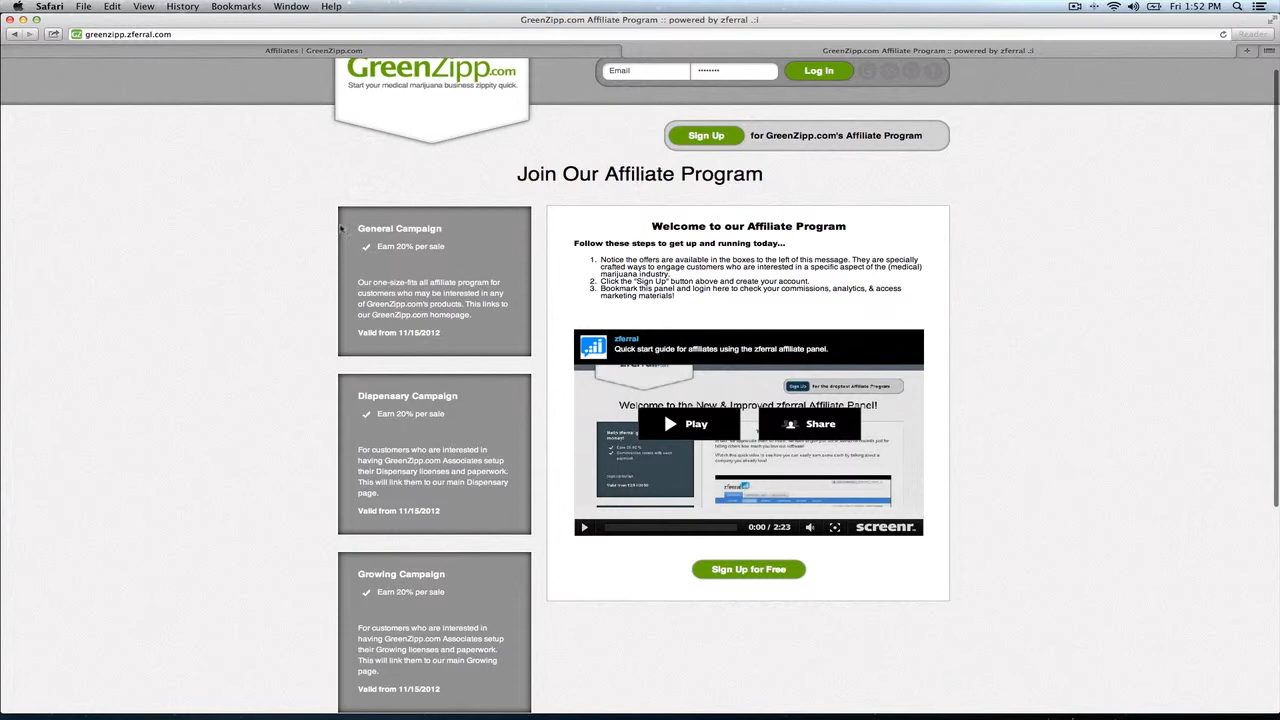 Safari File Edit View History Bookmarks Window Help
Fri 1:52 PM
GreenZipp.com Affiliate Program :: powered by zferral .:i
greenzipp.zferral.com
Reader
Affiliates | GreenZipp.com
GreenZipp.com Affiliate Program :: powered by zferral .:i
GreenZipp.com
Start your medical marijuana business zippity quick.
Email
Log In
Sign Up for GreenZipp.com's Affiliate Program
Join Our Affiliate Program
General Campaign
Earn 20% per sale
Our one-size-fits all affiliate program for
customers who may be interested in any
of GreenZipp.com's products. This links to
our GreenZipp.com homepage.
Valid from 11/15/2012
Dispensary Campaign
Earn 20% per sale
For customers who are interested in
having GreenZipp.com Associates setup
their Dispensary licenses and paperwork.
This will link them to our main Dispensary
page.
Valid from 11/15/2012
Growing Campaign
Earn 20% per sale
For customers who are interested in
having GreenZipp.com Associates setup
their Growing licenses and paperwork.
This will link them to our main Growing
page.
Valid from 11/15/2012
Welcome to our Affiliate Program
Follow these steps to get up and running today...
1. Notice the offers are available in the boxes to the left of this message. They are specially
crafted ways to engage customers who are interested in a specific aspect of the (medical)
marijuana industry.
2. Click the "Sign Up" button above and create your account.
3. Bookmark this panel and login here to check your commissions, analytics, & access
marketing materials!
zferral
Quick start guide for affiliates using the zferral affiliate panel.
Sign Up for the dropbox Affiliate Program
Welcome to the New & Improved zferral Affiliate Panel!
Play
Share
0:00 / 2:23
screenr
Sign Up for Free